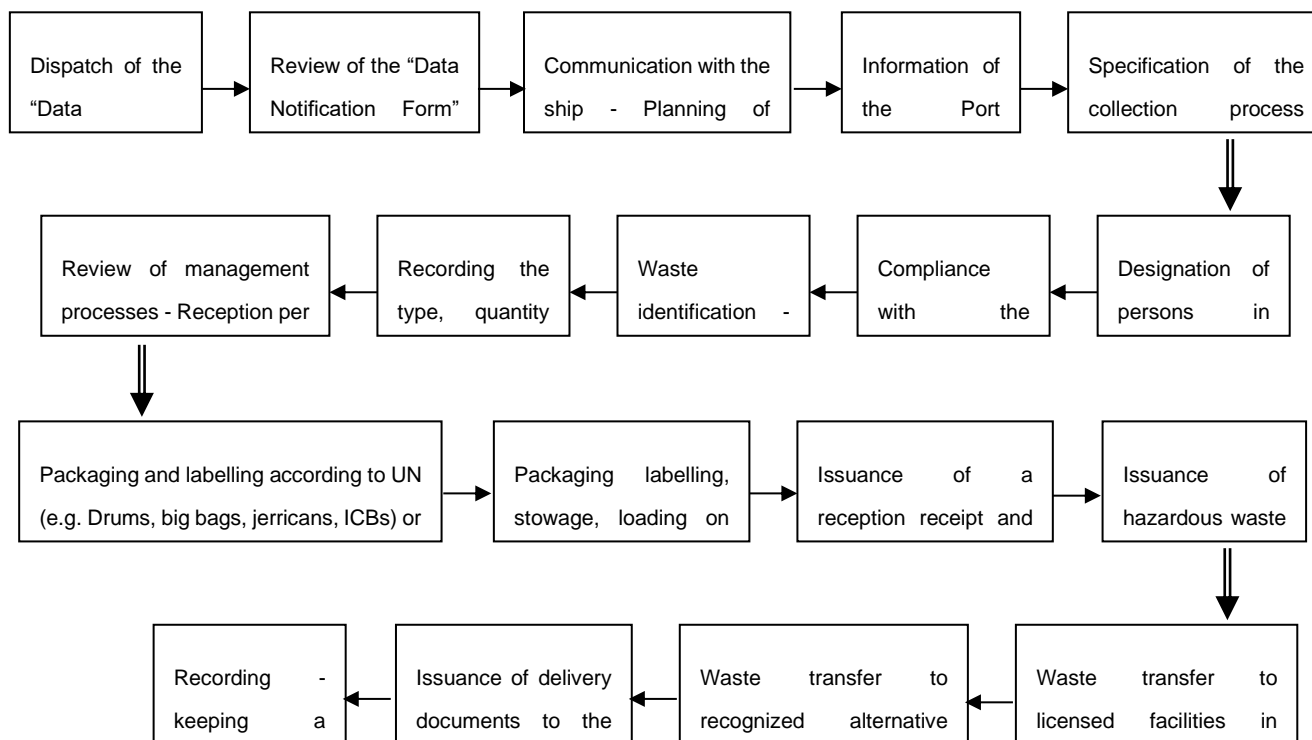 Dispatch of the
“Data
Review of the “Data
Notification Form”
Communication with the
ship - Planning of
Information of
the Port
Specification of the
collection process
Designation of
persons in
Compliance
with the
Waste
identification -
Recording the
type, quantity
Review of management
processes - Reception per
Packaging and labelling according to UN
(e.g. Drums, big bags, jerricans, ICBs) or
Packaging labelling,
stowage, loading on
Issuance of a
reception receipt and
Issuance of
hazardous waste
Waste transfer to
licensed facilities in
Waste transfer to
recognized alternative
Issuance of delivery
documents to the
Recording -
keeping a